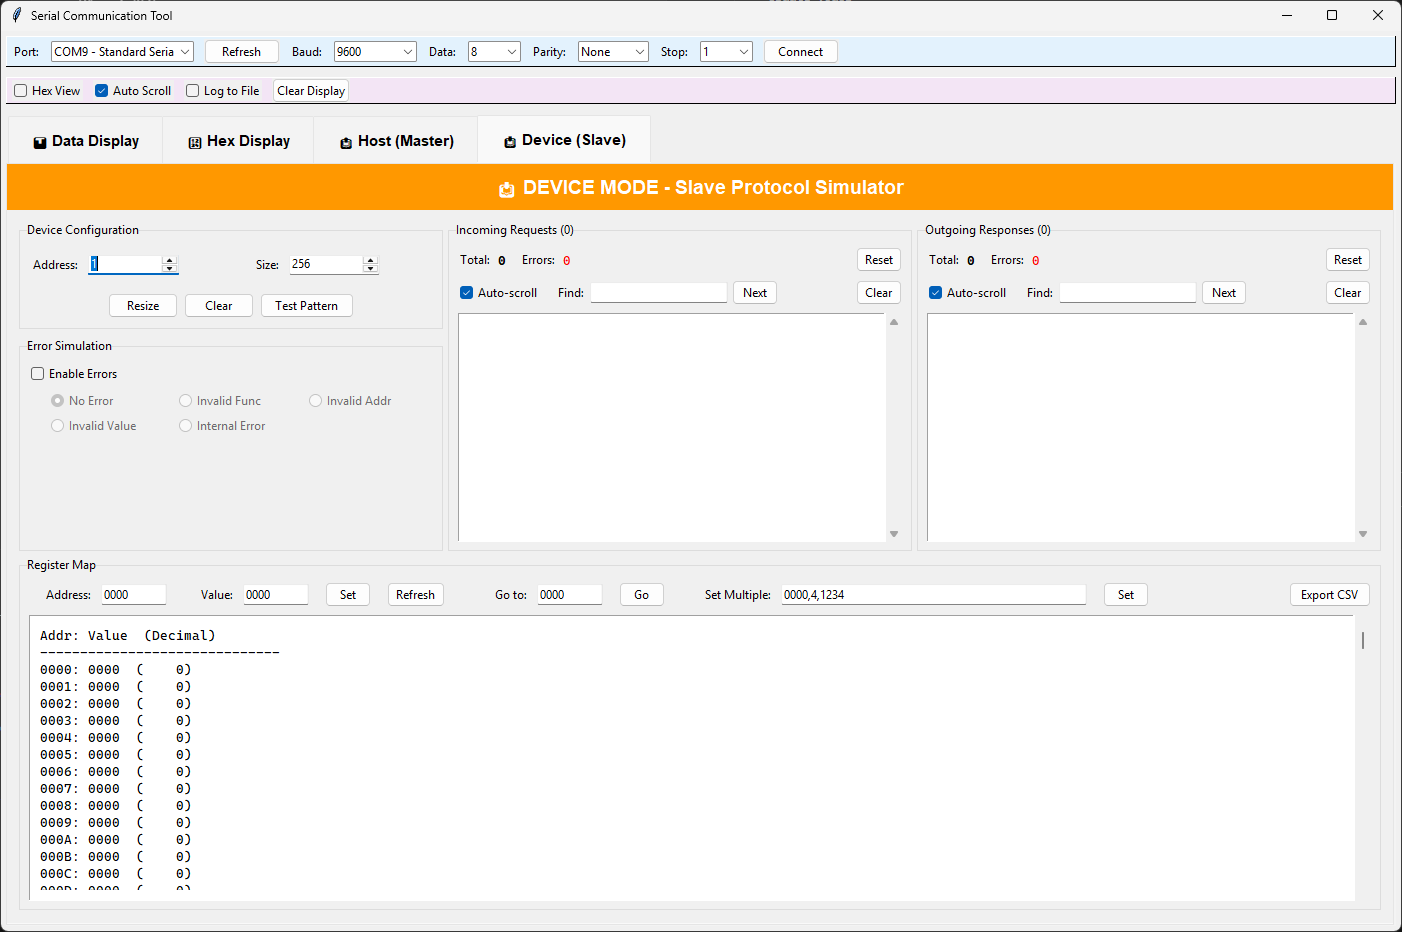 Serial Communication Tool
Port: COM9 - Standard Seria Refresh Baud: 9600 Data: 8 Parity: None Stop: 1 Connect
Hex View Auto Scroll Log to File Clear Display
Data Display Hex Display Host (Master) Device (Slave)
DEVICE MODE - Slave Protocol Simulator
Device Configuration
Address: 1 Size: 256
Resize Clear Test Pattern
Error Simulation
Enable Errors
No Error Invalid Func Invalid Addr
Invalid Value Internal Error
Incoming Requests (0)
Total: 0 Errors: 0 Reset
Auto-scroll Find: Next Clear
Outgoing Responses (0)
Total: 0 Errors: 0 Reset
Auto-scroll Find: Next Clear
Register Map
Address: 0000 Value: 0000 Set Refresh Go to: 0000 Go Set Multiple: 0000,4,1234 Set Export CSV
Addr: Value (Decimal)
------------------------------
0000: 0000 ( 0)
0001: 0000 ( 0)
0002: 0000 ( 0)
0003: 0000 ( 0)
0004: 0000 ( 0)
0005: 0000 ( 0)
0006: 0000 ( 0)
0007: 0000 ( 0)
0008: 0000 ( 0)
0009: 0000 ( 0)
000A: 0000 ( 0)
000B: 0000 ( 0)
000C: 0000 ( 0)
000D: 0000 ( 0)